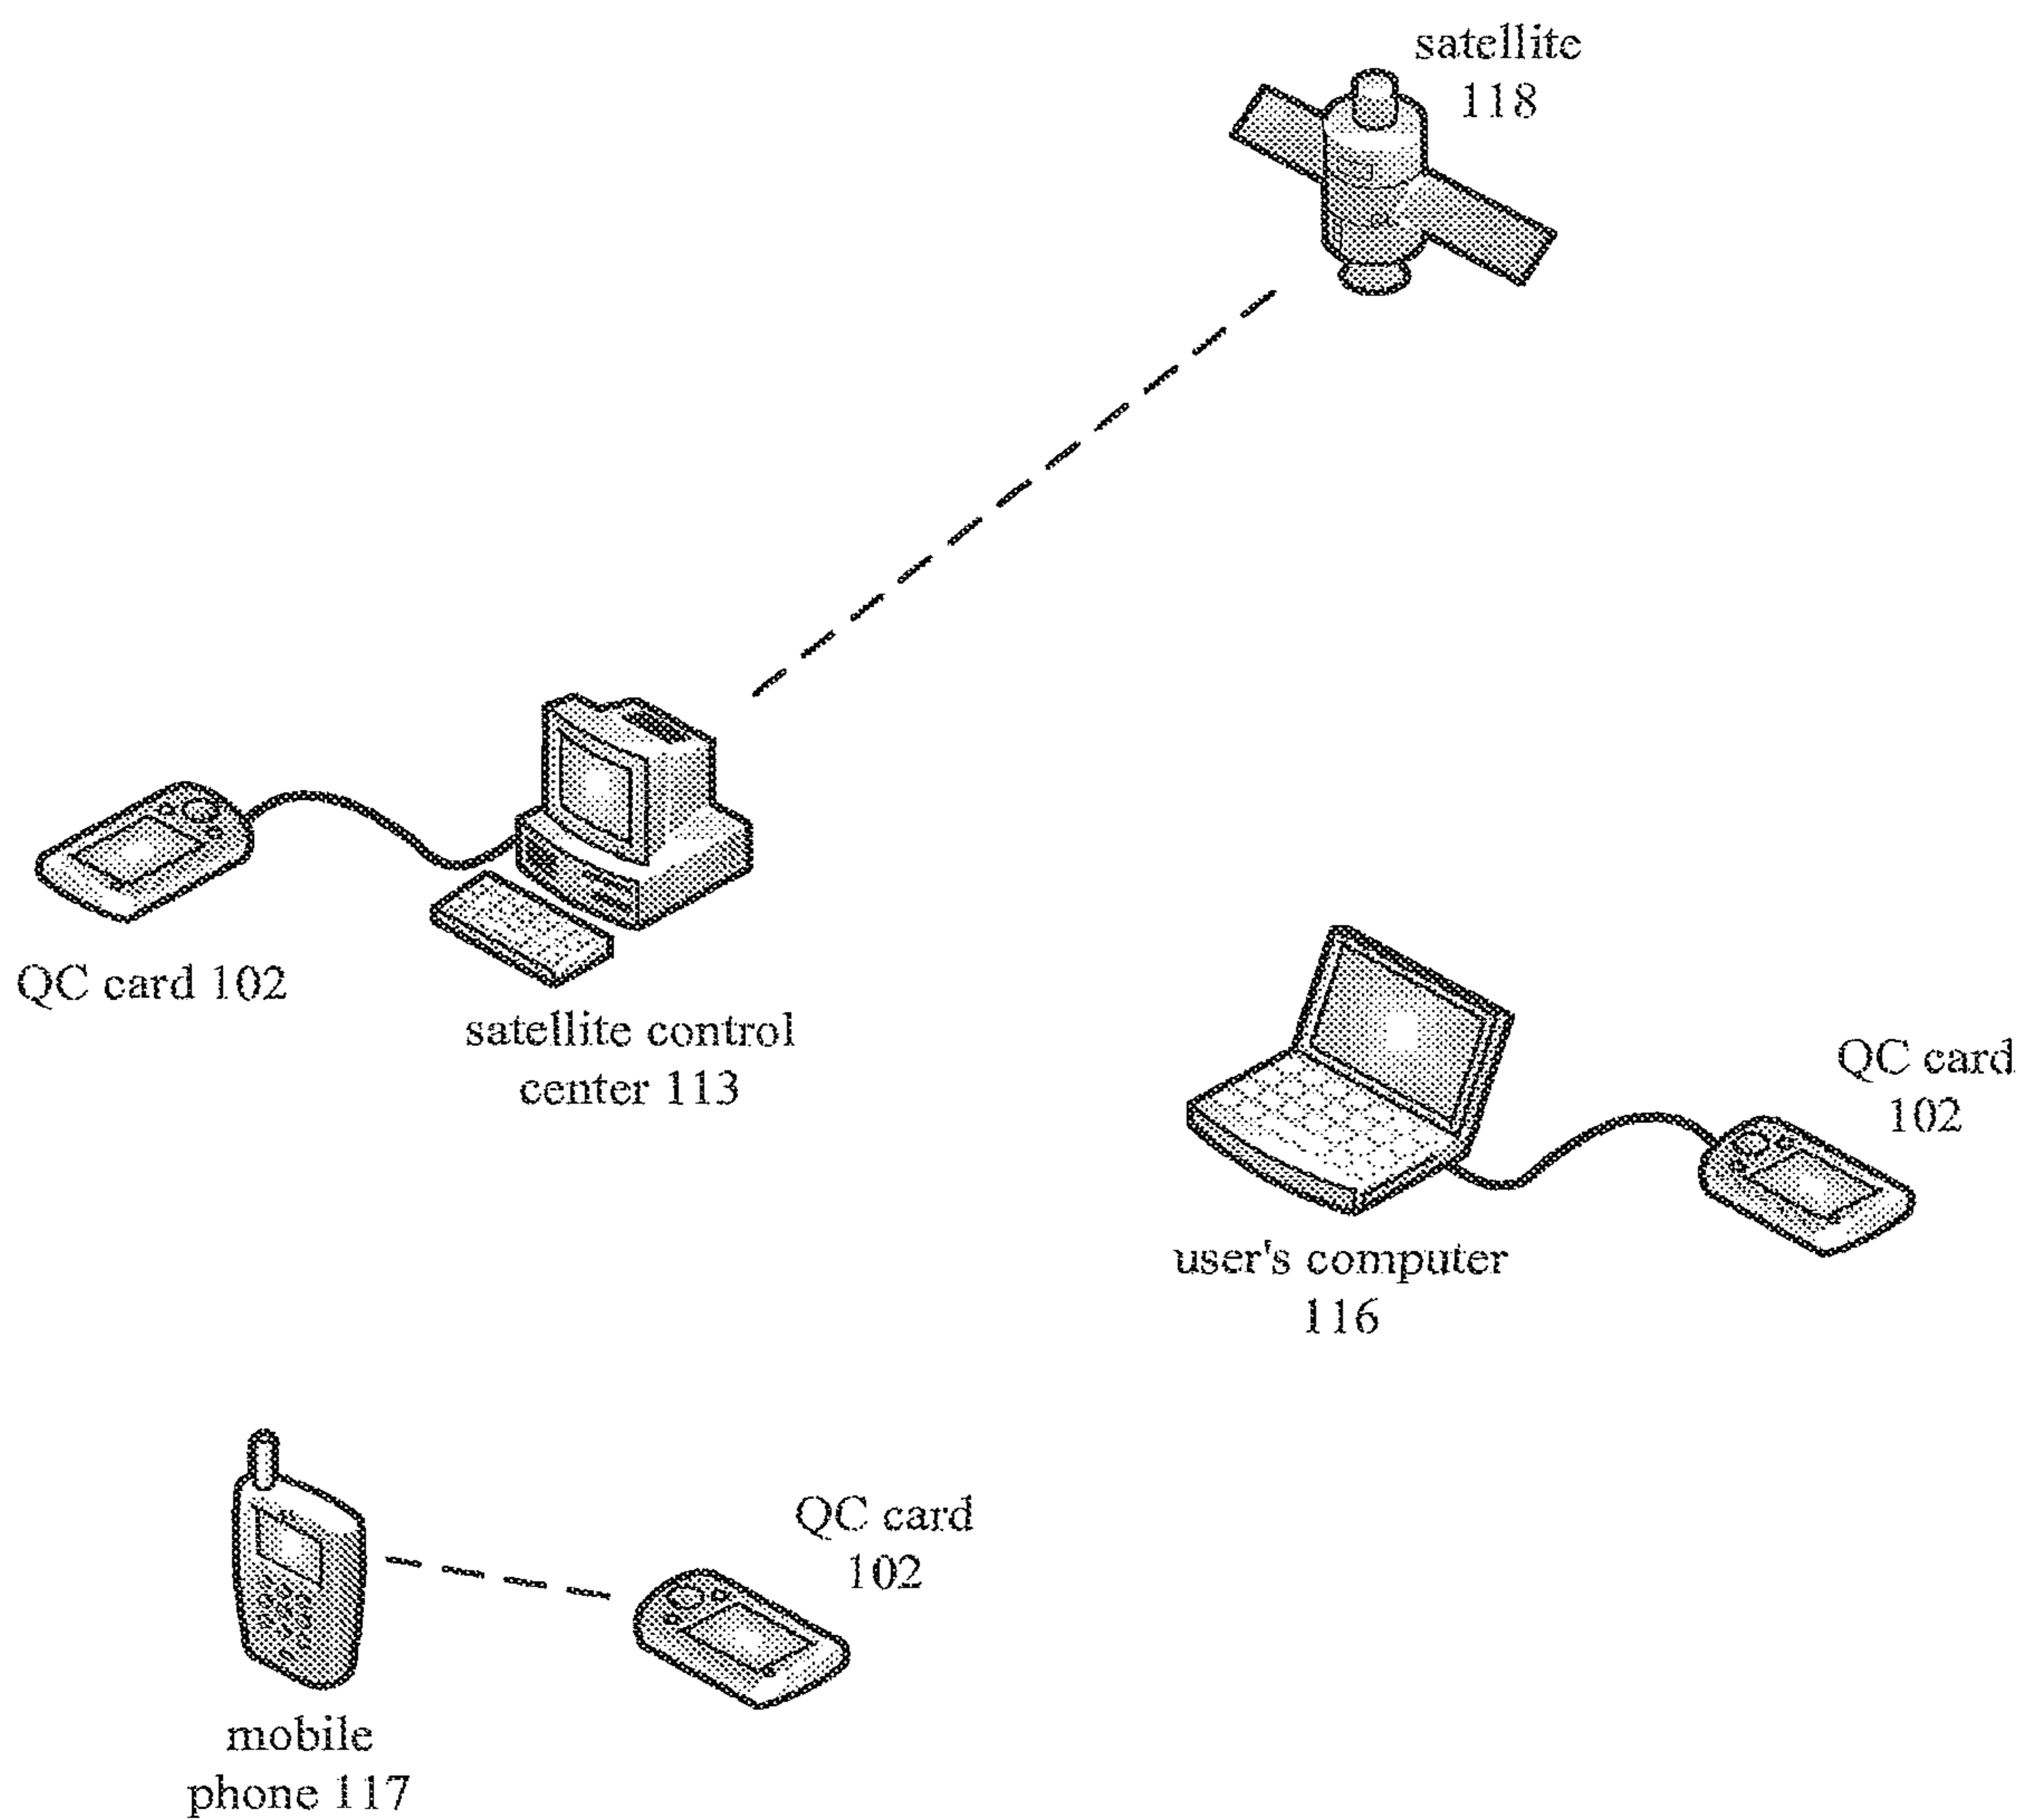 satellite
118
QC card 102
satellite control
center 113
QC card
102
user's computer
116
QC card
102
mobile
phone 117